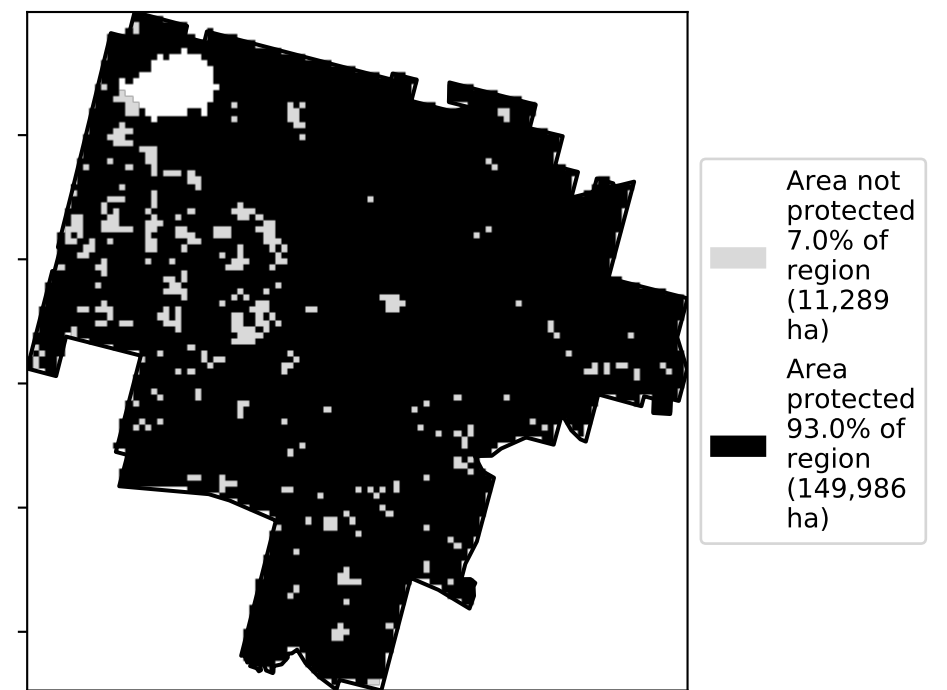 Area not
protected
7.0% of
region
(11,289
ha)
Area
protected
93.0% of
region
(149,986
ha)